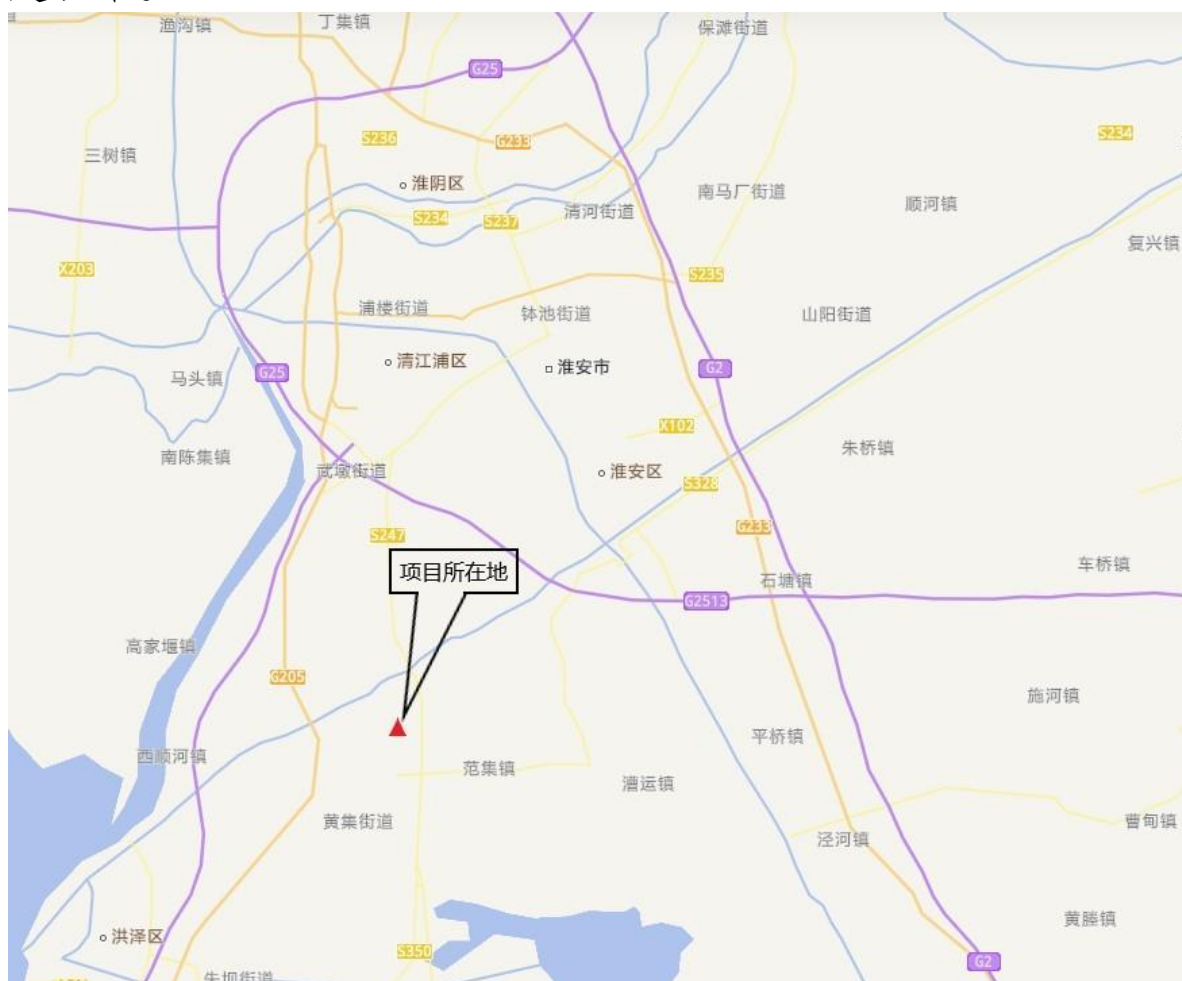 渔沟镇
丁集镇
保滩街道
G25
S236
G233
S234
三树镇
淮阴区
南马厂街道
顺河镇
S234
S237
清河街道
复兴镇
X203
S235
浦楼街道
钵池街道
山阳街道
清江浦区
淮安市
G2
马头镇
G25
X102
朱桥镇
南陈集镇
武墩街道
淮安区
S328
S247
G233
项目所在地
石塘镇
车桥镇
G2513
高家堰镇
G205
施河镇
西顺河镇
平桥镇
范集镇
漕运镇
黄集街道
曹甸镇
泾河镇
黄塍镇
洪泽区
S350
G2
朱坝街道